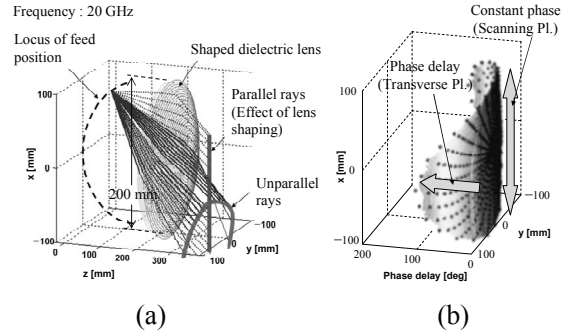 Frequency : 20 GHz
Locus of feed
position
Shaped dielectric lens
Parallel rays
(Effect of lens
shaping)
Unparallel
rays
200 mm
x [mm]
100
0
−100
z [mm]
0
100
200
300
y [mm]
−100
0
100
(a)
Constant phase
(Scanning Pl.)
Phase delay
(Transverse Pl.)
x [mm]
100
50
0
−50
−100
Phase delay [deg]
200
100
0
y [mm]
−100
0
100
(b)